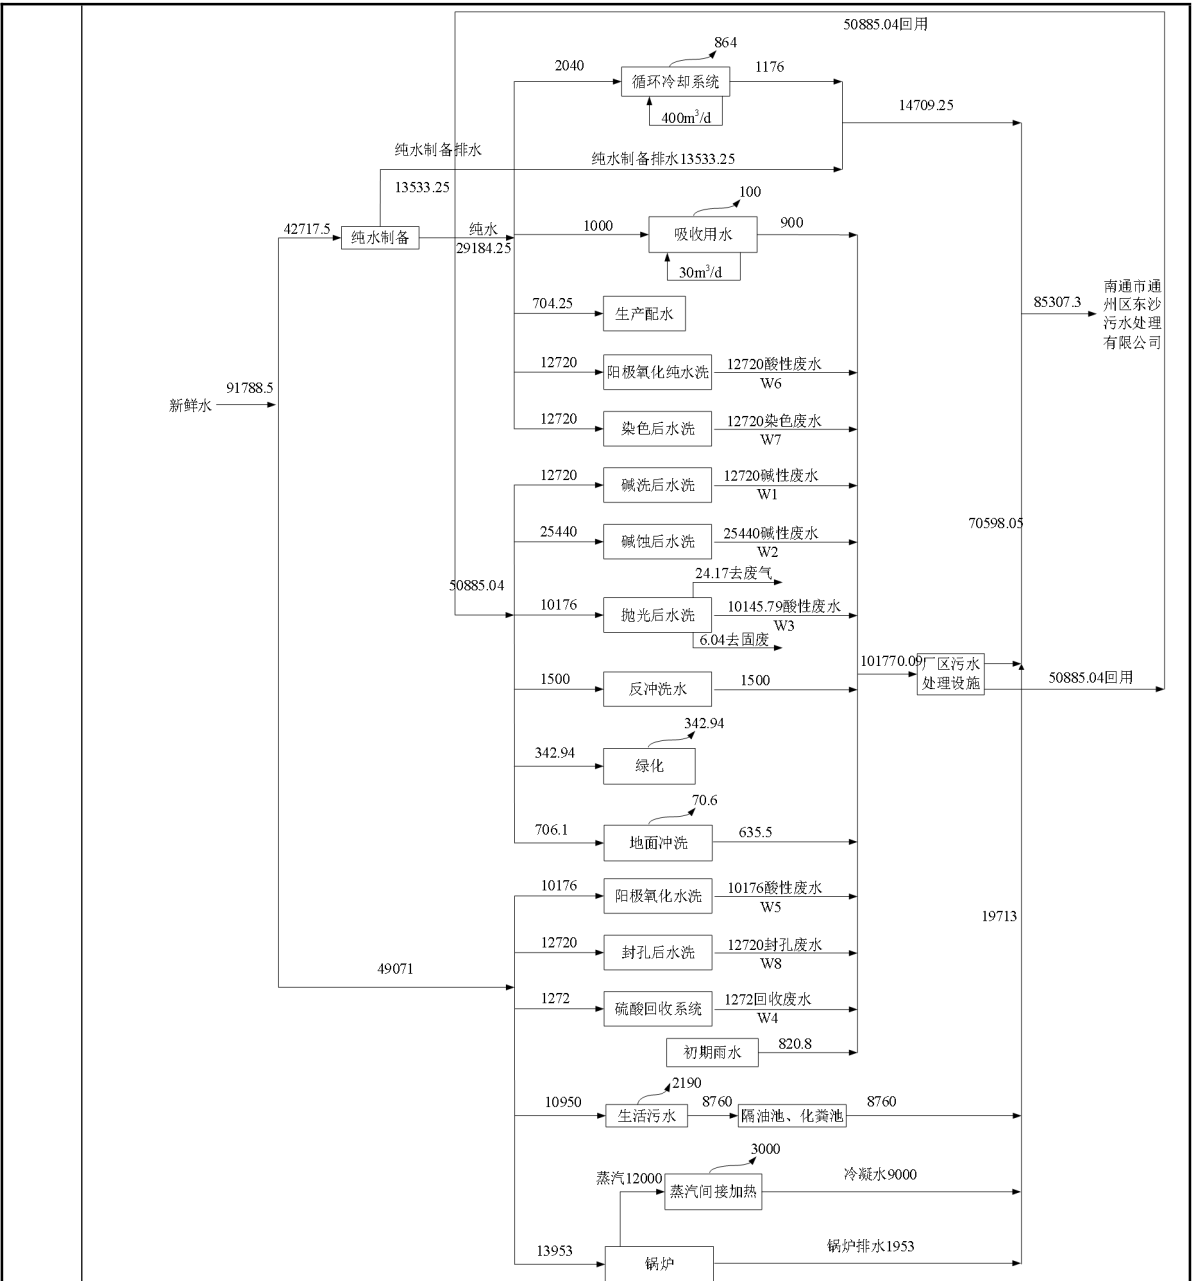 50885.04回用
864
2040
循环冷却系统
1176
400m³/d
14709.25
纯水制备排水
纯水制备排水13533.25
13533.25
100
42717.5
纯水制备
纯水
29184.25
1000
吸收用水
900
30m³/d
704.25
生产配水
85307.3
南通市通
州区东沙
污水处理
有限公司
12720
阳极氧化纯水洗
12720酸性废水
W6
91788.5
新鲜水
12720
染色后水洗
12720染色废水
W7
12720
碱洗后水洗
12720碱性废水
W1
70598.05
25440
碱蚀后水洗
25440碱性废水
W2
24.17去废气
50885.04
10176
抛光后水洗
10145.79酸性废水
W3
6.04去固废
101770.09
厂区污水
处理设施
50885.04回用
1500
反冲洗水
1500
342.94
342.94
绿化
70.6
706.1
地面冲洗
635.5
10176
阳极氧化水洗
10176酸性废水
W5
19713
12720
封孔后水洗
12720封孔废水
W8
49071
1272
硫酸回收系统
1272回收废水
W4
初期雨水
820.8
2190
10950
生活污水
8760
隔油池、化粪池
8760
3000
蒸汽12000
蒸汽间接加热
冷凝水9000
13953
锅炉
锅炉排水1953